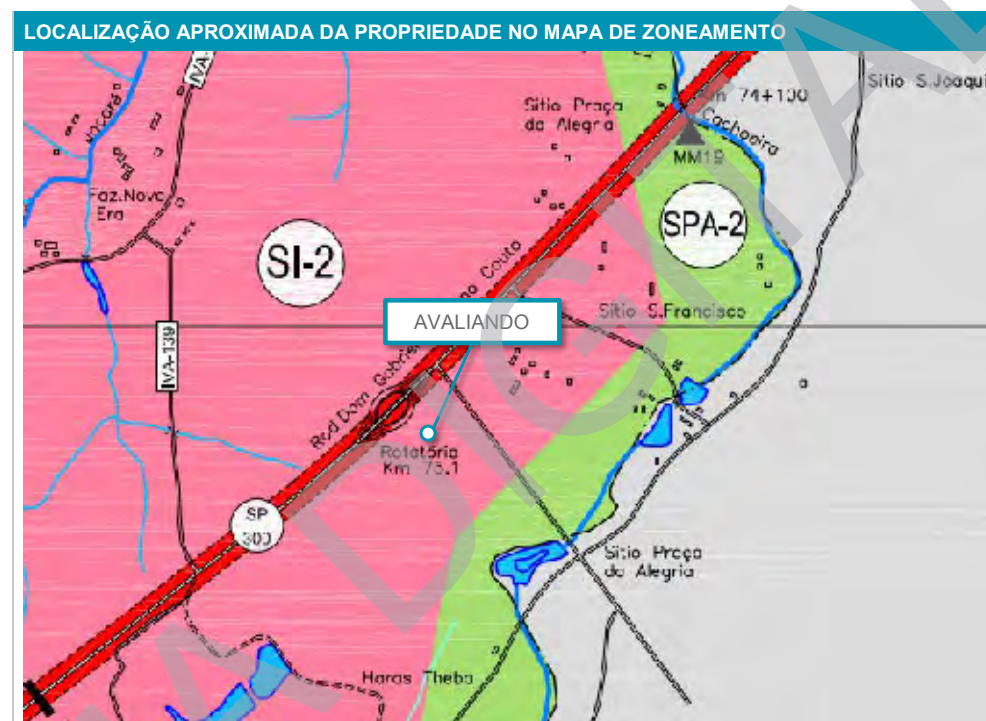 LOCALIZAÇÃO APROXIMADA DA PROPRIEDADE NO MAPA DE ZONEAMENTO
Sitio S.Joaqui
74+100
Sitio Praça
da Alegria
Cachoeira
MM19
Faz.Nova
Era
SI-2
SPA-2
Couto
Sitio S.Francisco
AVALIANDO
IVA-139
Rod Dom Gabriel
Rotatória
Km
SP
300
Sitio Praça
da Alegria
Haras Theba